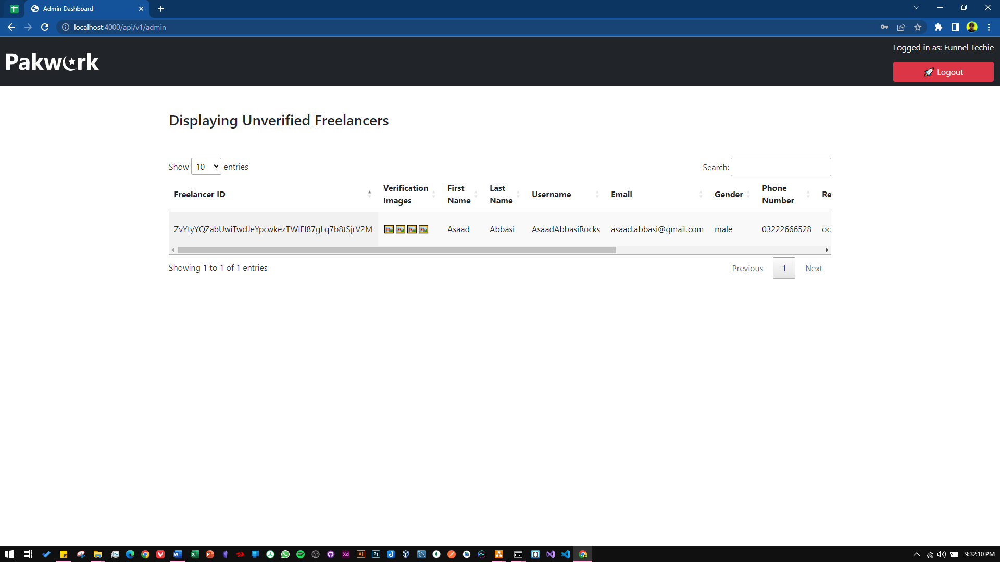 Admin Dashboard
localhost:4000/api/v1/admin
Pakwork
Logged in as: Funnel Techie
🚀 Logout
Displaying Unverified Freelancers
Show 10 entries
Search:
Freelancer ID
Verification Images
First Name
Last Name
Username
Email
Gender
Phone Number
Re
ZvYtyYQZabUwiTwdJeYpcwkezTWlEI87gLq7b8tSjrV2M
Asaad
Abbasi
AsaadAbbasiRocks
asaad.abbasi@gmail.com
male
03222666528
oc
Showing 1 to 1 of 1 entries
Previous 1 Next
9:32:10 PM